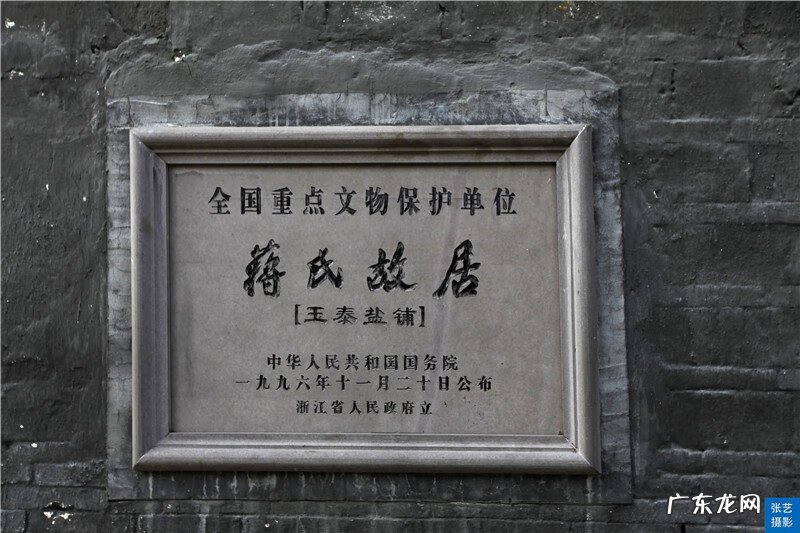 全国重点文物保护单位
蒋氏故居
[玉泰盐铺]
中华人民共和国国务院
一九九六年十一月二十日公布
浙江省人民政府立
广东龙网
张艺
摄影